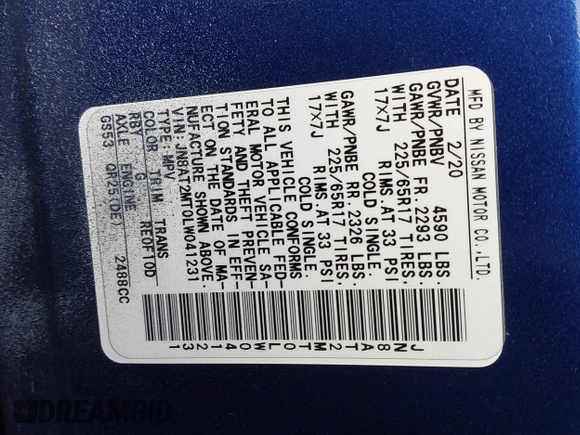 MFD BY NISSAN MOTOR CO.,LTD.
DATE 2/20
GVWR/PNBV 4590 LBS.
GAWR/PNBE FR. 2293 LBS.
WITH 225/65R17 TIRES,
17X7J RIMS.AT 33 PSI
COLD SINGLE.
GAWR/PNBE RR. 2326 LBS.
WITH 225/65R17 TIRES,
17X7J RIMS.AT 33 PSI
COLD SINGLE.
THIS VEHICLE CONFORMS
TO ALL APPLICABLE FED-
ERAL MOTOR VEHICLE SA-
FETY AND THEFT PREVEN-
TION STANDARDS IN EFF-
ECT ON THE DATE OF MA-
NUFACTURE SHOWN ABOVE.
VIN:JN8AT2MT0LW041231
TYPE:MPV
COLOR TRIM TRANS
RBY G RE0F10D
AXLE ENGINE
GS53 QR25(DE) 2488CC
JN8AT2MT0LW041231
DREAMBID